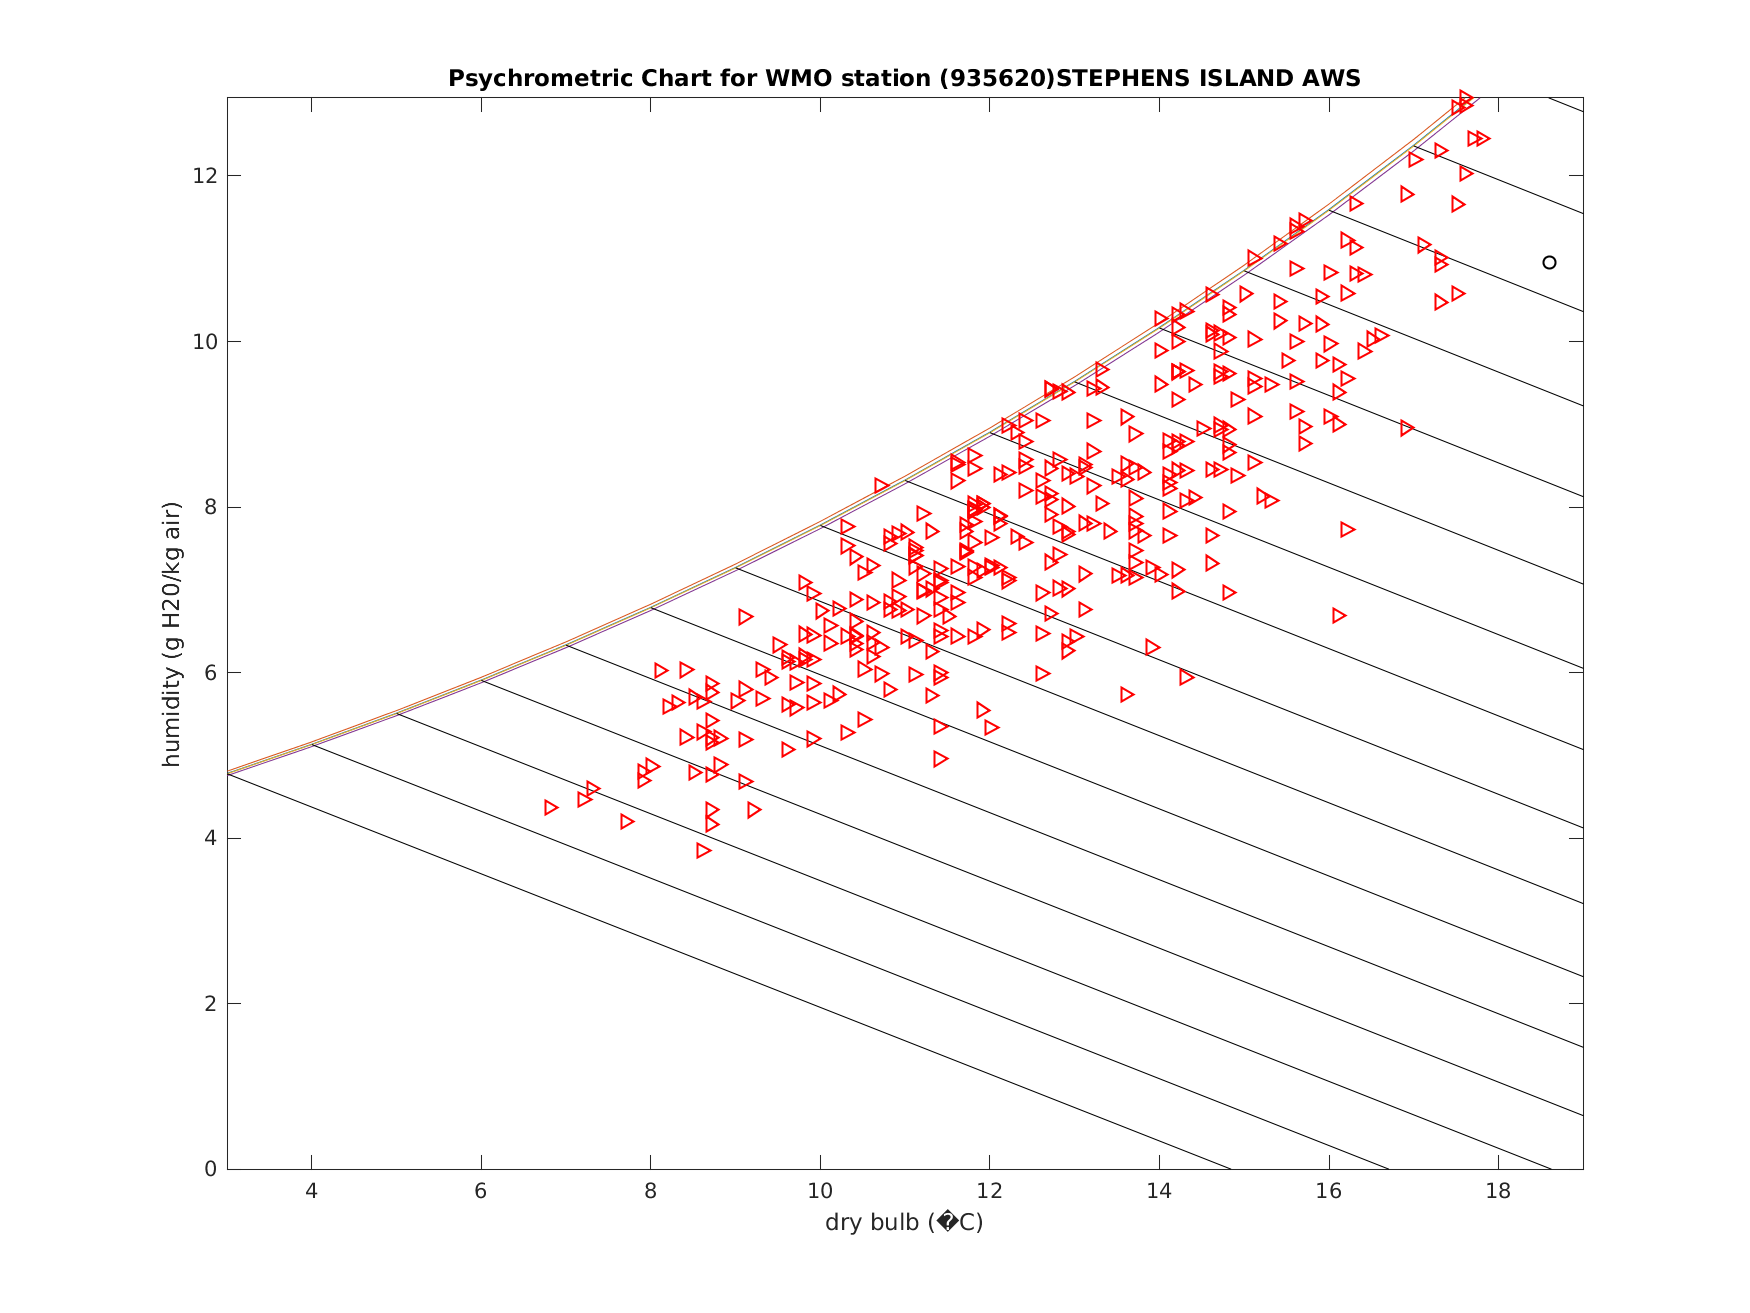 Psychrometric Chart for WMO station (935620)STEPHENS ISLAND AWS
12
10
8
6
4
2
0
humidity (g H20/kg air)
4 6 8 10 12 14 16 18
dry bulb (�C)